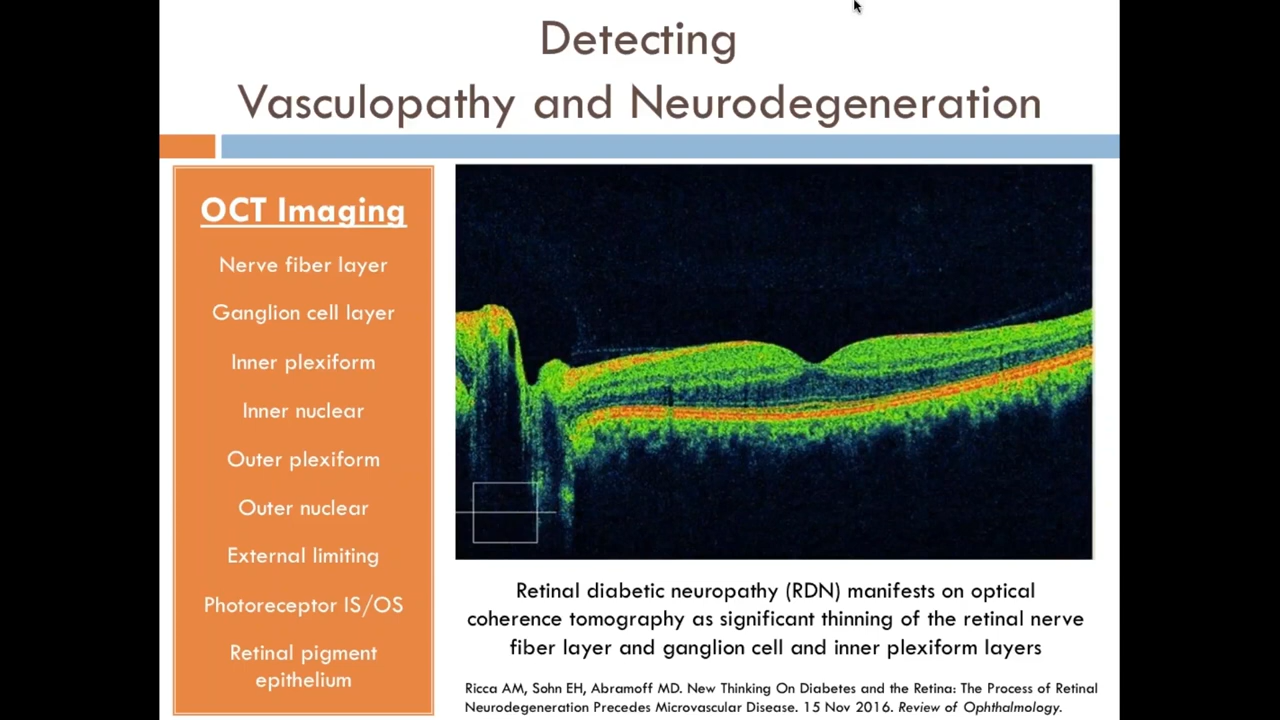 Detecting
Vasculopathy and Neurodegeneration
OCT Imaging
Nerve fiber layer
Ganglion cell layer
Inner plexiform
Inner nuclear
Outer plexiform
Outer nuclear
External limiting
Photoreceptor IS/OS
Retinal pigment
epithelium
Retinal diabetic neuropathy (RDN) manifests on optical
coherence tomography as significant thinning of the retinal nerve
fiber layer and ganglion cell and inner plexiform layers
Ricca AM, Sohn EH, Abramoff MD. New Thinking On Diabetes and the Retina: The Process of Retinal
Neurodegeneration Precedes Microvascular Disease. 15 Nov 2016. Review of Ophthalmology.